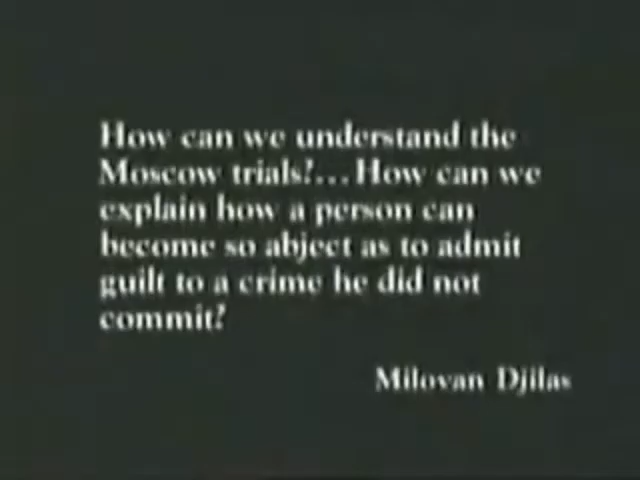 How can we understand the
Moscow trials?...How can we
explain how a person can
become so abject as to admit
guilt to a crime he did not
commit?
Milovan Djilas